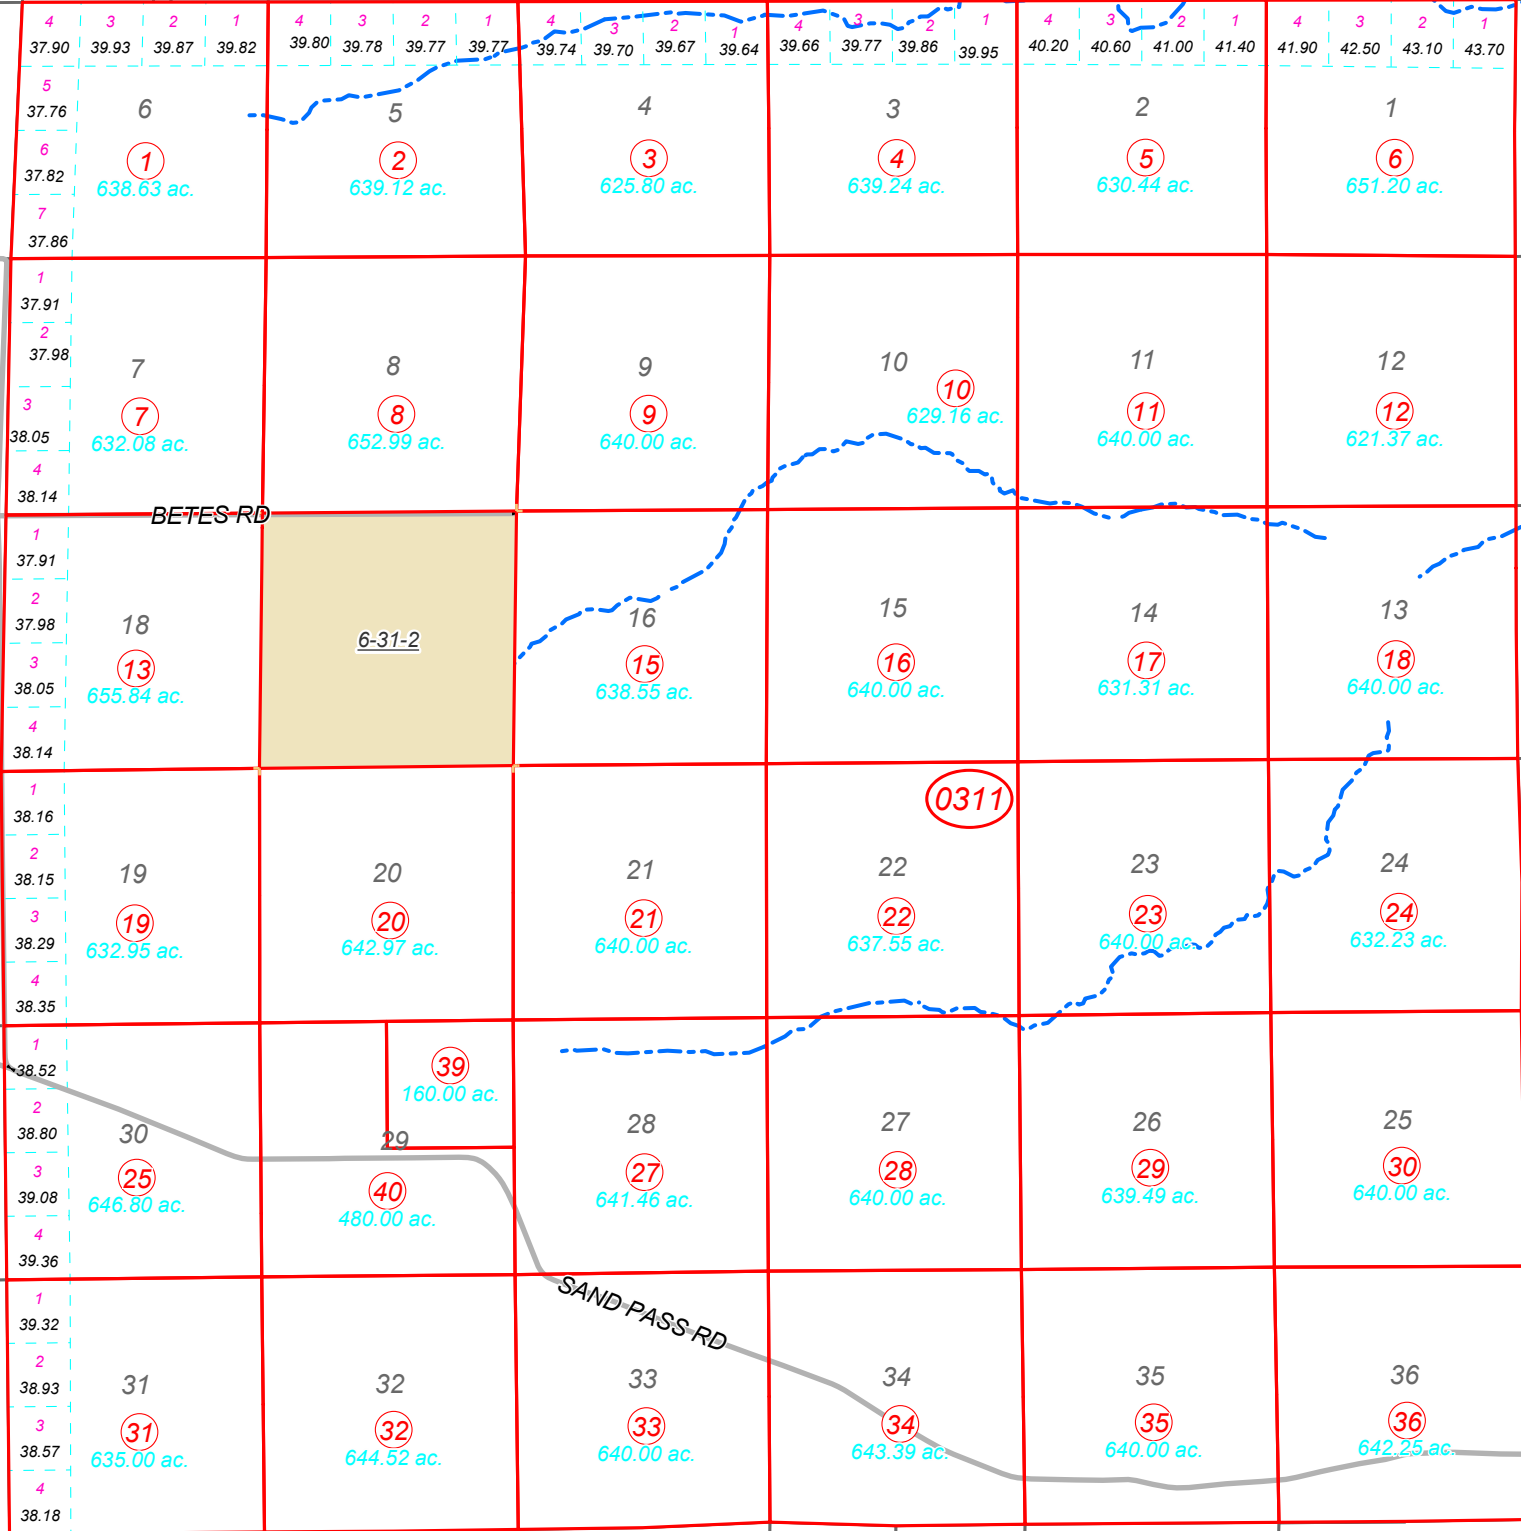 4 3 2 1 4 3 2 1 4 3 2 1 4 3 2 1 4 3 2 1 4 3 2 1
37.90 39.93 39.87 39.82 39.80 39.78 39.77 39.77 39.74 39.70 39.67 39.64 39.66 39.77 39.86 39.95 40.20 40.60 41.00 41.40 41.90 42.50 43.10 43.70
5
37.76 6 5 4 3 2 1
6 1 2 3 4 5 6
37.82 638.63 ac. 639.12 ac. 625.80 ac. 639.24 ac. 630.44 ac. 651.20 ac.
7
37.86
1
37.91
2
37.98 7 8 9 10 11 12
3 7 8 9 10 11 12
38.05 632.08 ac. 652.99 ac. 640.00 ac. 629.16 ac. 640.00 ac. 621.37 ac.
4
38.14
BETES RD
1
37.91
2
37.98 18 16 15 14 13
6-31-2
3 13 15 16 17 18
38.05 655.84 ac. 638.55 ac. 640.00 ac. 631.31 ac. 640.00 ac.
4
38.14
1
38.16 0311
2
38.15 19 20 21 22 23 24
3 19 20 21 22 23 24
38.29 632.95 ac. 642.97 ac. 640.00 ac. 637.55 ac. 640.00 ac. 632.23 ac.
4
38.35
1
38.52 39
160.00 ac.
2
38.80 30 29 28 27 26 25
3 25 40 27 28 29 30
39.08 646.80 ac. 480.00 ac. 641.46 ac. 640.00 ac. 639.49 ac. 640.00 ac.
4
39.36
SAND PASS RD
1
39.32
2
38.93 31 32 33 34 35 36
3 31 32 33 34 35 36
38.57 635.00 ac. 644.52 ac. 640.00 ac. 643.39 ac. 640.00 ac. 642.25 ac.
4
38.18